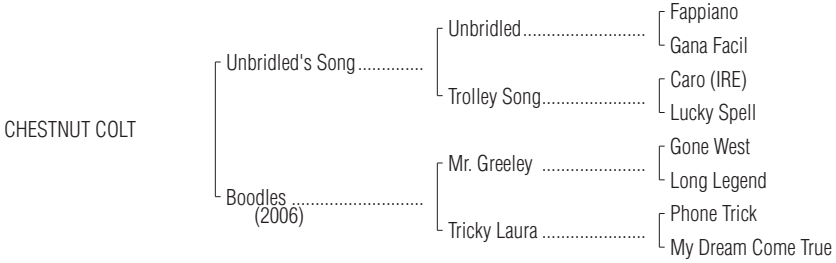 Fappiano
Unbridled..........................
Gana Facil
Unbridled's Song..............
Caro (IRE)
Trolley Song......................
Lucky Spell
CHESTNUT COLT
Gone West
Mr. Greeley ......................
Long Legend
Boodles ............................
(2006)
Phone Trick
Tricky Laura ......................
My Dream Come True